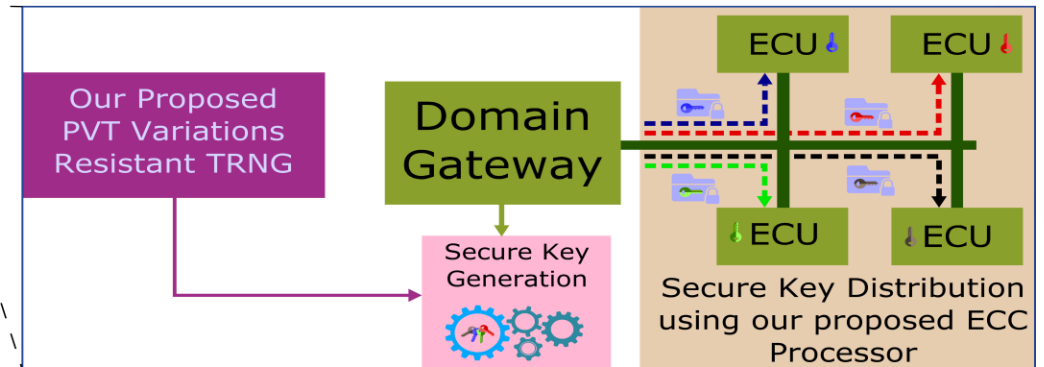 Our Proposed
PVT Variations
Resistant TRNG
Domain
Gateway
Secure Key
Generation
ECU
ECU
ECU
ECU
Secure Key Distribution
using our proposed ECC
Processor
\
\